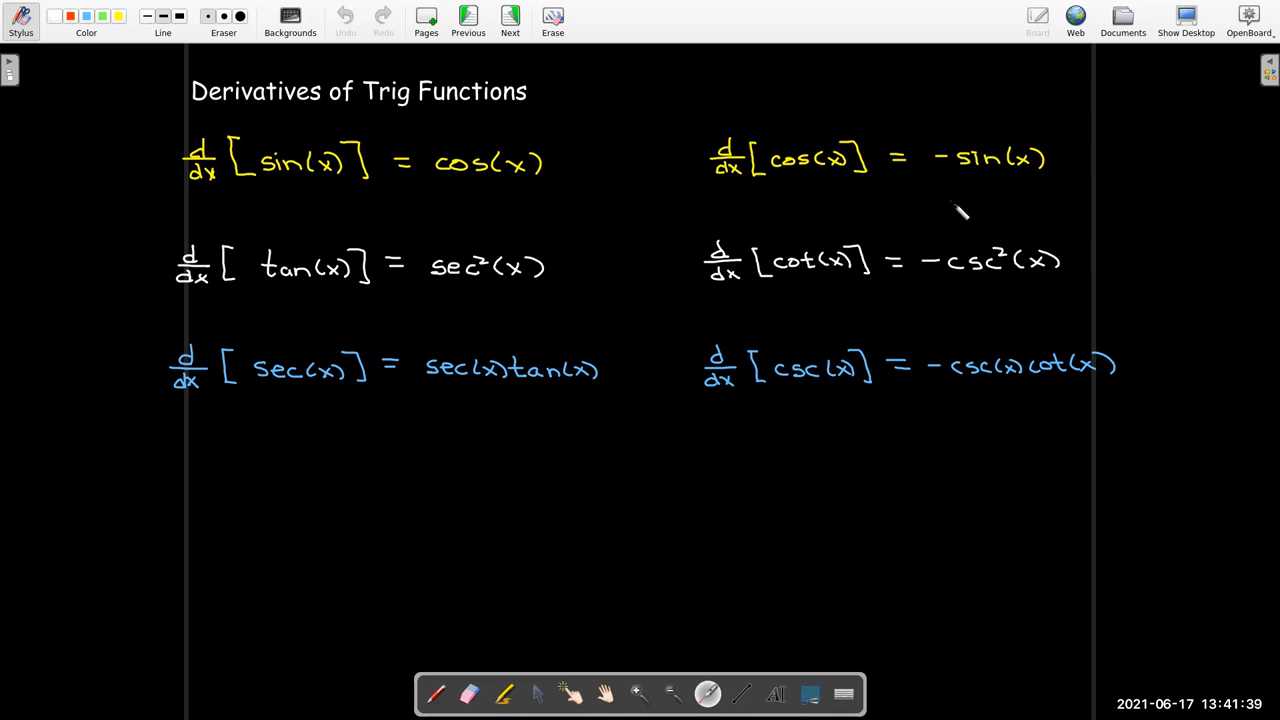 Stylus Color Line Eraser Backgrounds Undo Redo Pages Previous Next Erase Board Web Documents Show Desktop OpenBoard
Derivatives of Trig Functions
d/dx [sin(x)] = cos(x)
d/dx [cos(x)] = -sin(x)
d/dx [tan(x)] = sec²(x)
d/dx [cot(x)] = -csc²(x)
d/dx [sec(x)] = sec(x)tan(x)
d/dx [csc(x)] = -csc(x)cot(x)
AI
2021-06-17 13:41:39